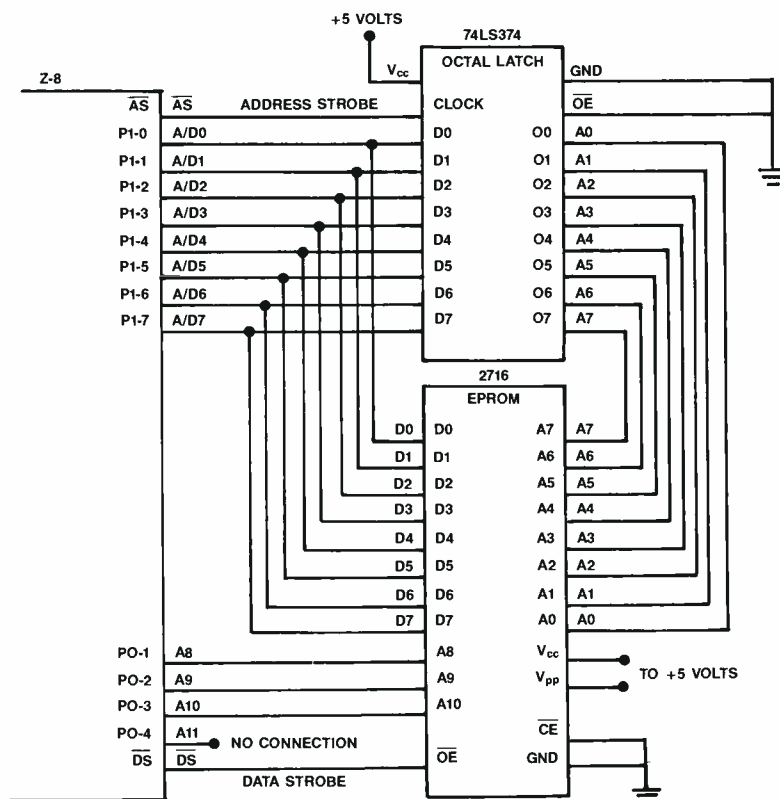 +5 VOLTS
74LS374
OCTAL LATCH
Z-8
Vcc
GND
AS AS ADDRESS STROBE CLOCK OE
P1-0 A/D0 D0 O0 A0
P1-1 A/D1 D1 O1 A1
P1-2 A/D2 D2 O2 A2
P1-3 A/D3 D3 O3 A3
P1-4 A/D4 D4 O4 A4
P1-5 A/D5 D5 O5 A5
P1-6 A/D6 D6 O6 A6
P1-7 A/D7 D7 O7 A7
2716
EPROM
D0 D0 A7 A7
D1 D1 A6 A6
D2 D2 A5 A5
D3 D3 A4 A4
D4 D4 A3 A3
D5 D5 A2 A2
D6 D6 A1 A1
D7 D7 A0 A0
PO-1 A8 A8 Vcc
PO-2 A9 A9 Vpp TO +5 VOLTS
PO-3 A10 A10
PO-4 A11 NO CONNECTION CE
DS DS OE GND
DATA STROBE